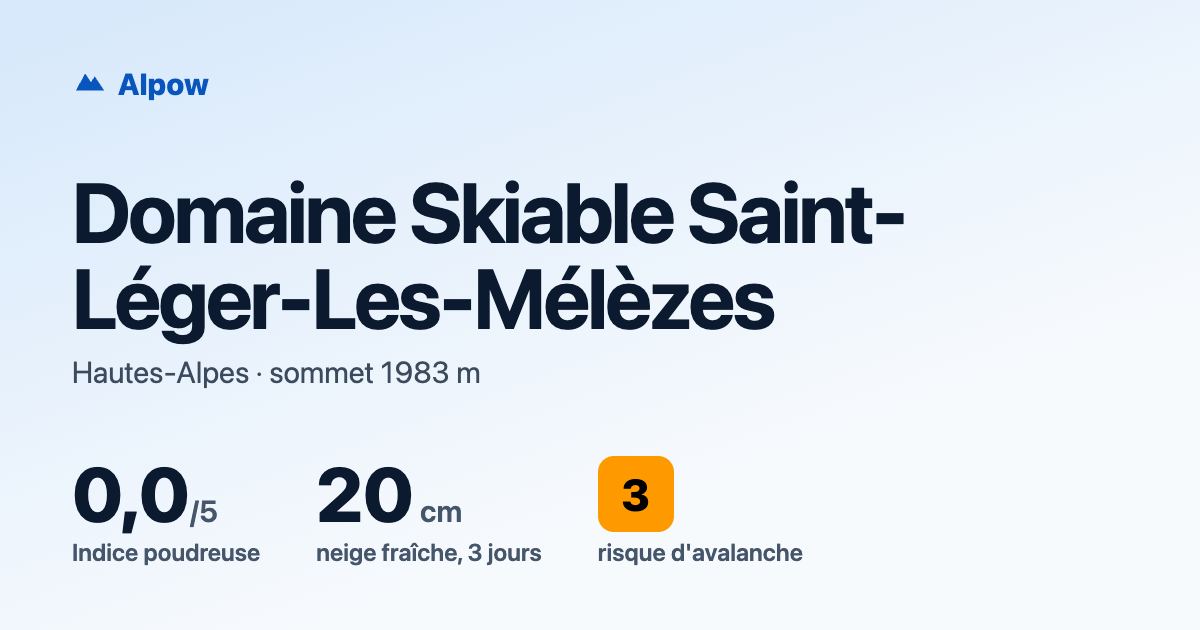 Alpow
Domaine Skiable Saint-
Léger-Les-Mélèzes
Hautes-Alpes · sommet 1983 m
0,0/5
Indice poudreuse
20 cm
neige fraîche, 3 jours
3
risque d'avalanche